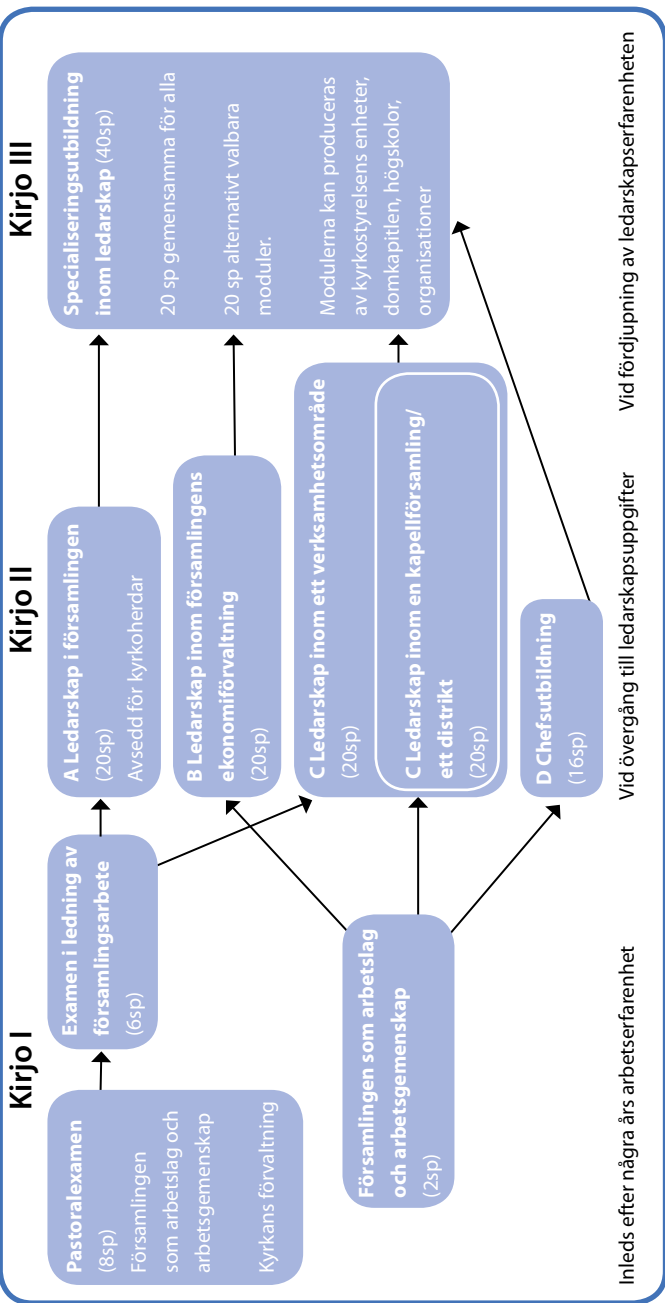 Kirjo I
Pastoralexamen
(8sp)
Församlingen
som arbetslag och
arbetsgemenskap
Kyrkans förvaltning
Examen i ledning av
församlingsarbete
(6sp)
Församlingen som arbetslag
och arbetsgemenskap
(2sp)
Inleds efter några års arbetserfarenhet
Kirjo II
A Ledarskap i församlingen
(20sp)
Avsedd för kyrkoherdar
B Ledarskap inom församlingens
ekonomiförvaltning
(20sp)
C Ledarskap inom ett verksamhetsområde
(20sp)
C Ledarskap inom en kapellförsamling/
ett distrikt
(20sp)
D Chefsutbildning
(16sp)
Vid övergång till ledarskapsuppgifter
Kirjo III
Specialiseringsutbildning
inom ledarskap (40sp)
20 sp gemensamma för alla
20 sp alternativt valbara
moduler.
Modulerna kan produceras
av kyrkostyrelsens enheter,
domkapitlen, högskolor,
organisationer
Vid fördjupning av ledarskapserfarenheten